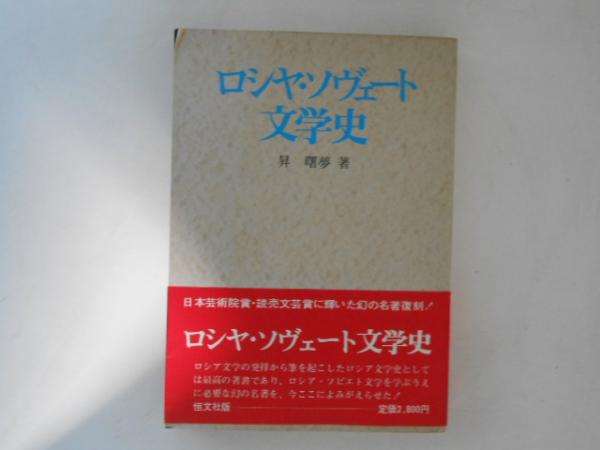 ロシヤ・ソヴェート
文学史
昇 曙夢 著
日本芸術院賞・読売文芸賞に輝いた幻の名著復刻!
ロシヤ・ソヴェート文学史
ロシア文学の発祥から筆を起こしたロシア文学史として
は最高の著書であり、ロシア・ソビエト文学を学ぶうえ
に必要な幻の名著を、今ここによみがえらせた!
恒文社版 定価2,800円